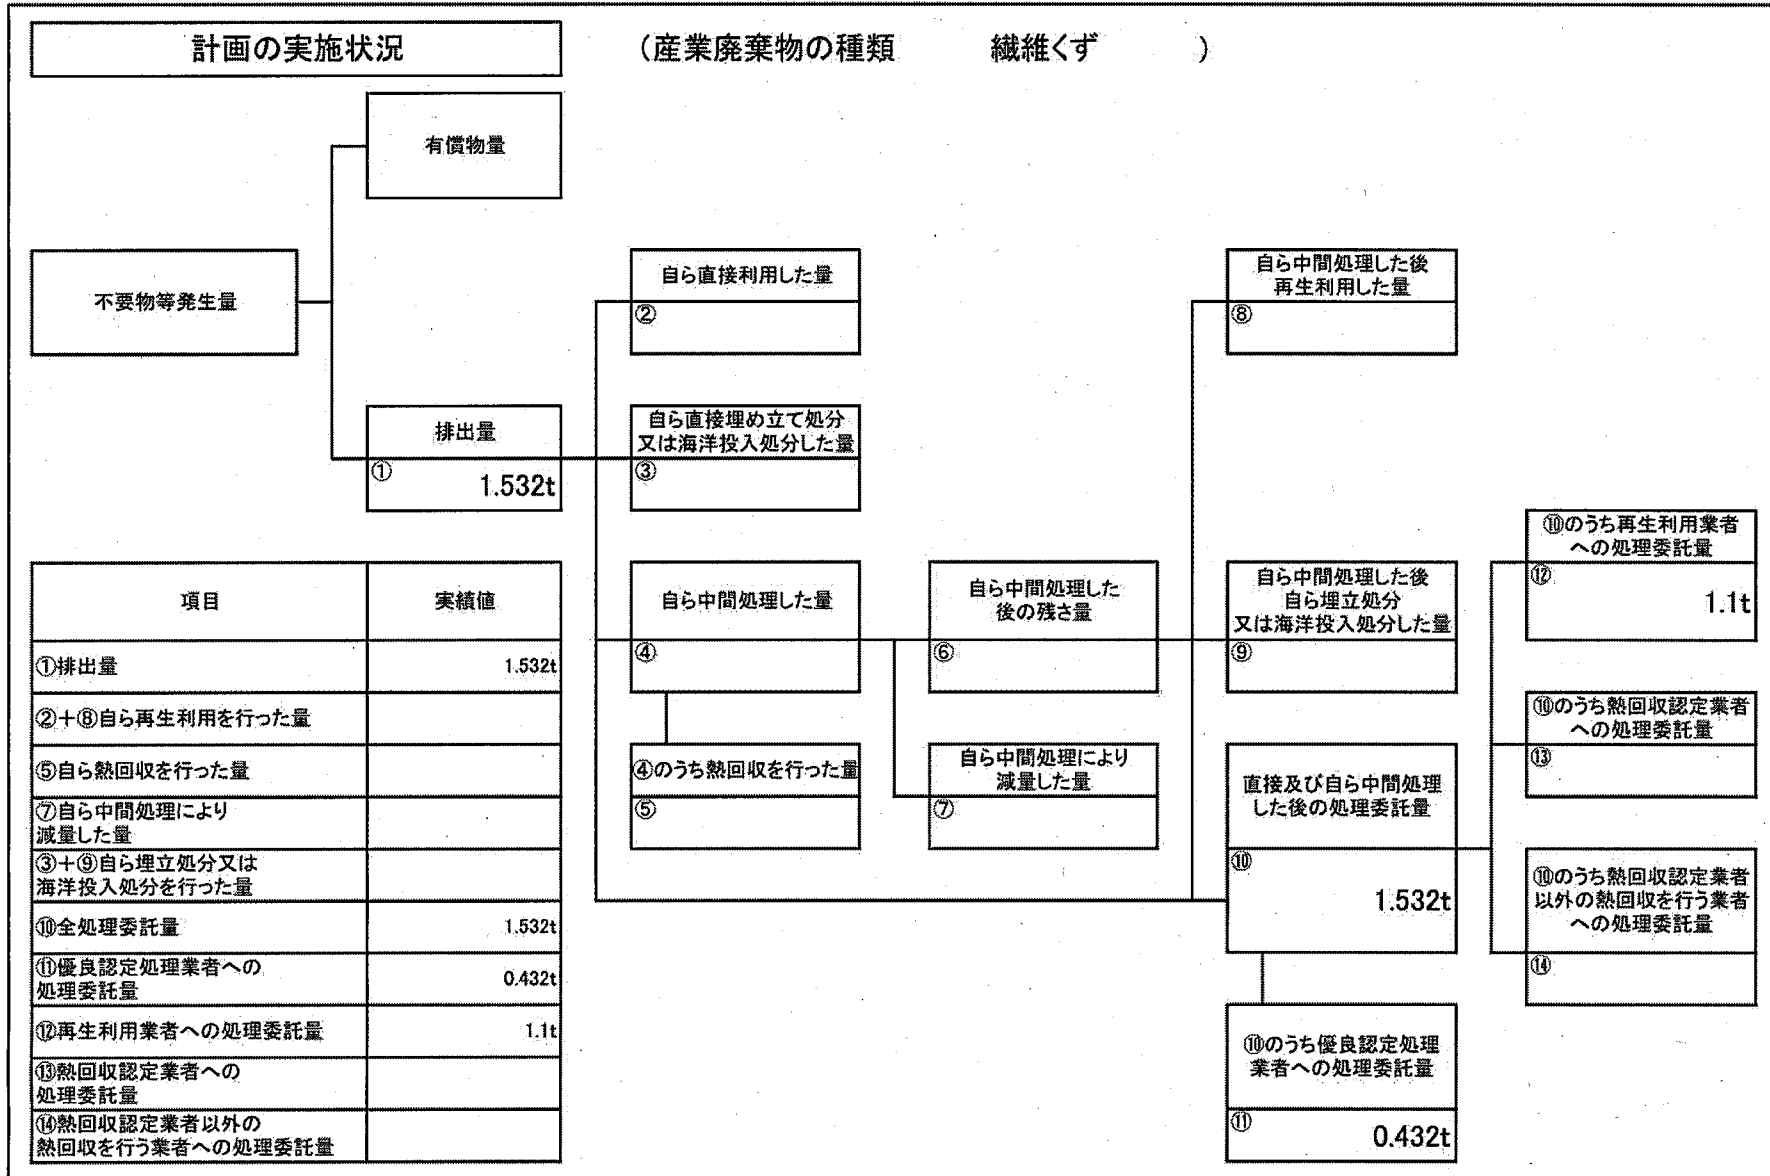 計画の実施状況
（産業廃棄物の種類　繊維くず　）
有償物量
不要物等発生量
排出量
①
1.532t
自ら直接利用した量
②
自ら直接埋め立て処分
又は海洋投入処分した量
③
自ら中間処理した量
④
④のうち熱回収を行った量
⑤
自ら中間処理した
後の残さ量
⑥
自ら中間処理により
減量した量
⑦
自ら中間処理した後
再生利用した量
⑧
自ら中間処理した後
自ら埋立処分
又は海洋投入処分した量
⑨
直接及び自ら中間処理
した後の処理委託量
⑩
1.532t
⑩のうち優良認定処理
業者への処理委託量
⑪
0.432t
⑩のうち再生利用業者
への処理委託量
⑫
1.1t
⑩のうち熱回収認定業者
への処理委託量
⑬
⑩のうち熱回収認定業者
以外の熱回収を行う業者
への処理委託量
⑭
項目 実績値
①排出量 1.532t
②＋⑧自ら再生利用を行った量
⑤自ら熱回収を行った量
⑦自ら中間処理により
減量した量
③＋⑨自ら埋立処分又は
海洋投入処分を行った量
⑩全処理委託量 1.532t
⑪優良認定処理業者への
処理委託量 0.432t
⑫再生利用業者への処理委託量 1.1t
⑬熱回収認定業者への
処理委託量
⑭熱回収認定業者以外の
熱回収を行う業者への処理委託量